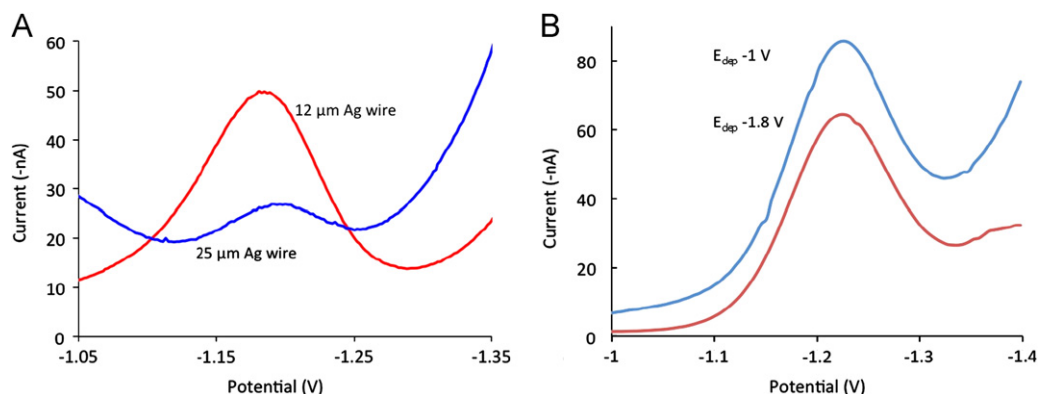 A
60
50
40
30
20
10
0
-1.05
-1.15
-1.25
-1.35
Current (-nA)
Potential (V)
12 μm Ag wire
25 μm Ag wire
B
80
60
40
20
0
-1
-1.1
-1.2
-1.3
-1.4
Current (-nA)
Potential (V)
E dep -1 V
E dep -1.8 V